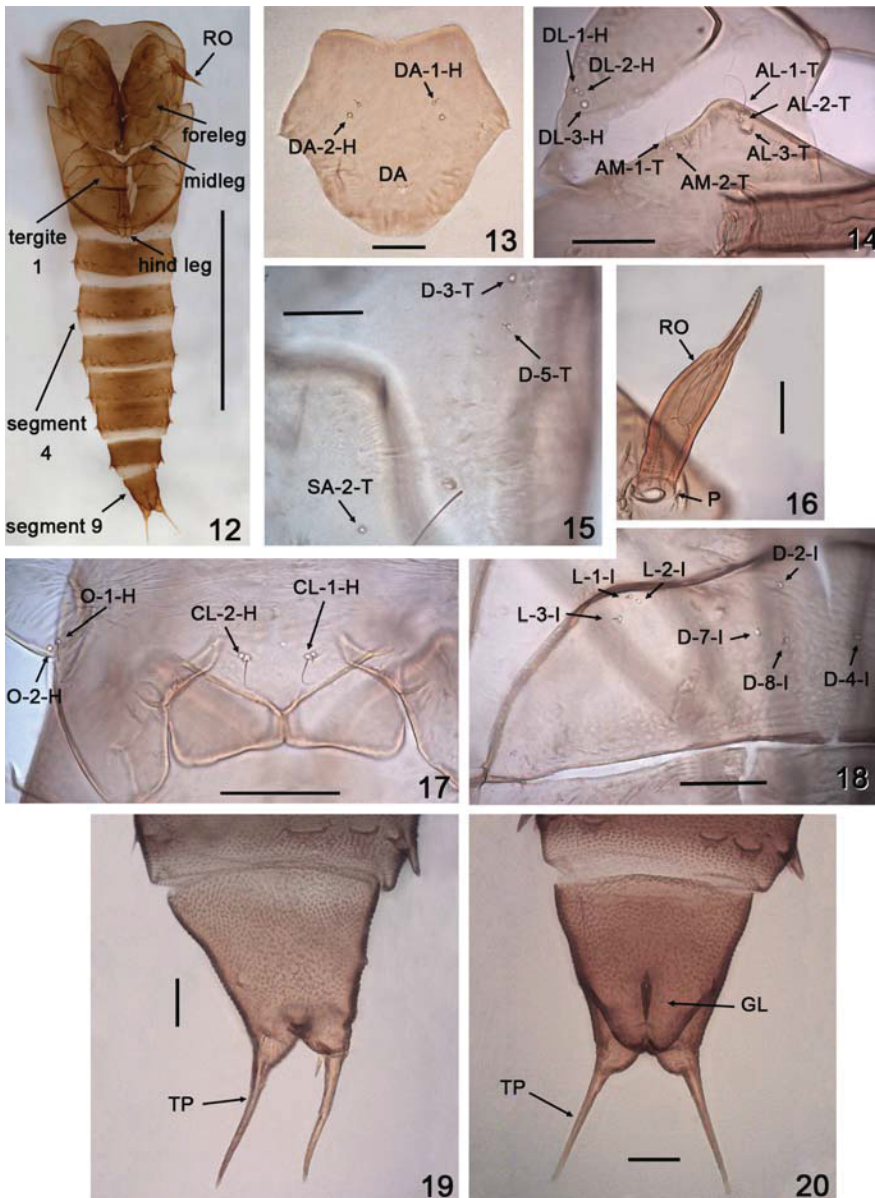 RO
foreleg
midleg
tergite
1
hind leg
segment
4
segment 9
12
DA-1-H
DA-2-H
DA
13
DL-1-H
DL-2-H
DL-3-H
AL-1-T
AL-2-T
AL-3-T
AM-1-T
AM-2-T
14
D-3-T
D-5-T
SA-2-T
15
RO
P
16
O-1-H
O-2-H
CL-2-H
CL-1-H
17
L-1-I
L-2-I
L-3-I
D-2-I
D-7-I
D-8-I
D-4-I
18
TP
19
GL
TP
20